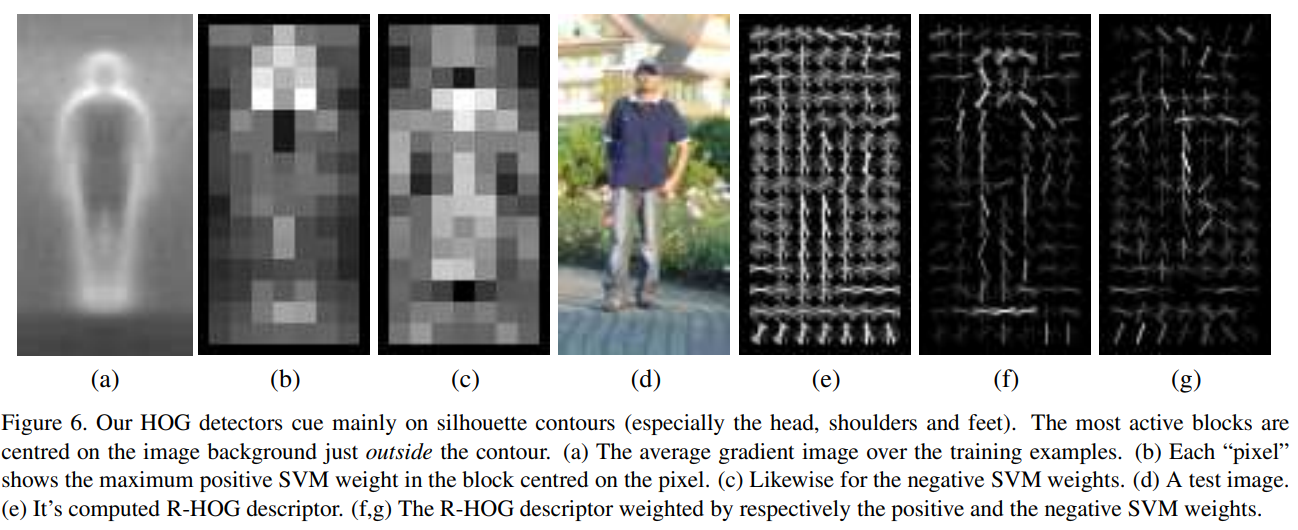 (a) (b) (c) (d) (e) (f) (g)
Figure 6. Our HOG detectors cue mainly on silhouette contours (especially the head, shoulders and feet). The most active blocks are
centred on the image background just outside the contour. (a) The average gradient image over the training examples. (b) Each “pixel”
shows the maximum positive SVM weight in the block centred on the pixel. (c) Likewise for the negative SVM weights. (d) A test image.
(e) It’s computed R-HOG descriptor. (f,g) The R-HOG descriptor weighted by respectively the positive and the negative SVM weights.